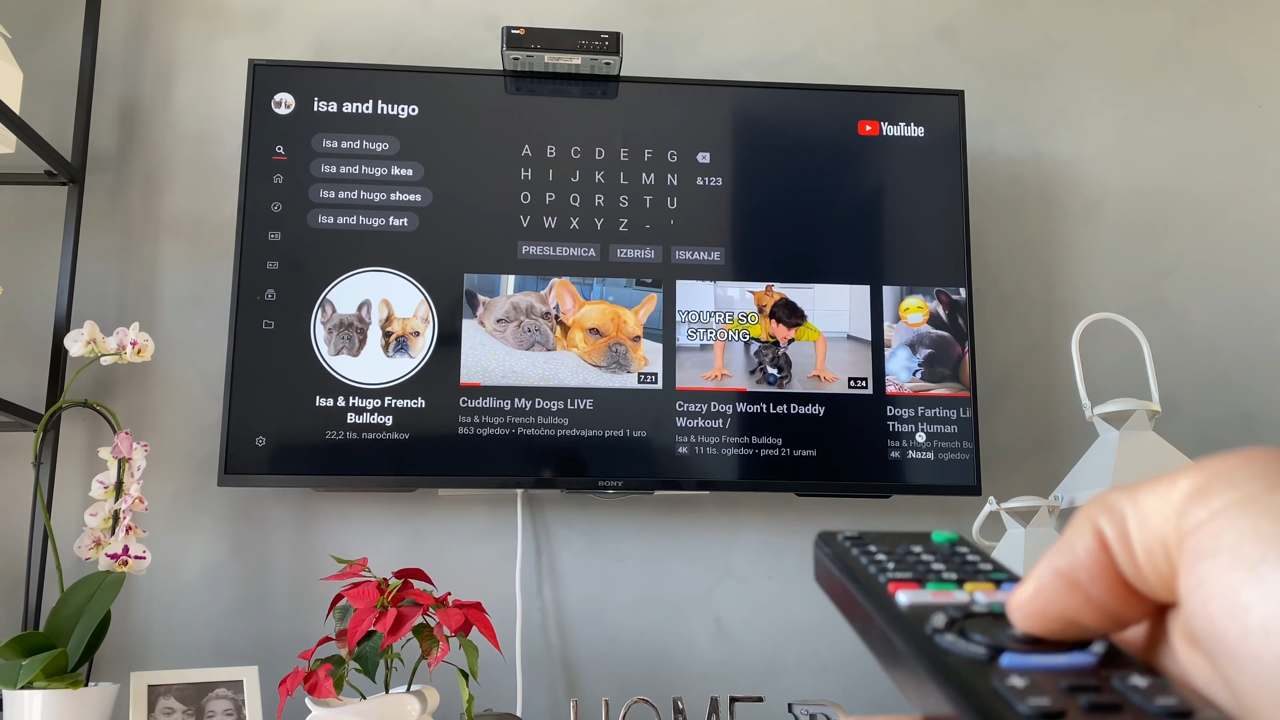 isa and hugo
YouTube
isa and hugo
isa and hugo ikea
isa and hugo shoes
isa and hugo fart
A B C D E F G
H I J K L M N &123
O P Q R S T U
V W X Y Z - '
PRESLEDNICA IZBRIŠI ISKANJE
Isa & Hugo French
Bulldog
22,2 tis. naročnikov
7.21
Cuddling My Dogs LIVE
Isa & Hugo French Bulldog
863 ogledov • Pretočno predvajano pred 1 uro
YOU'RE SO
STRONG
6.24
Crazy Dog Won't Let Daddy
Workout /
Isa & Hugo French Bulldog
4K 11 tis. ogledov • pred 21 urami
Dogs Farting Li
Than Human
Isa & Hugo French Bu
4K Nazaj ogledov
SONY
HOME